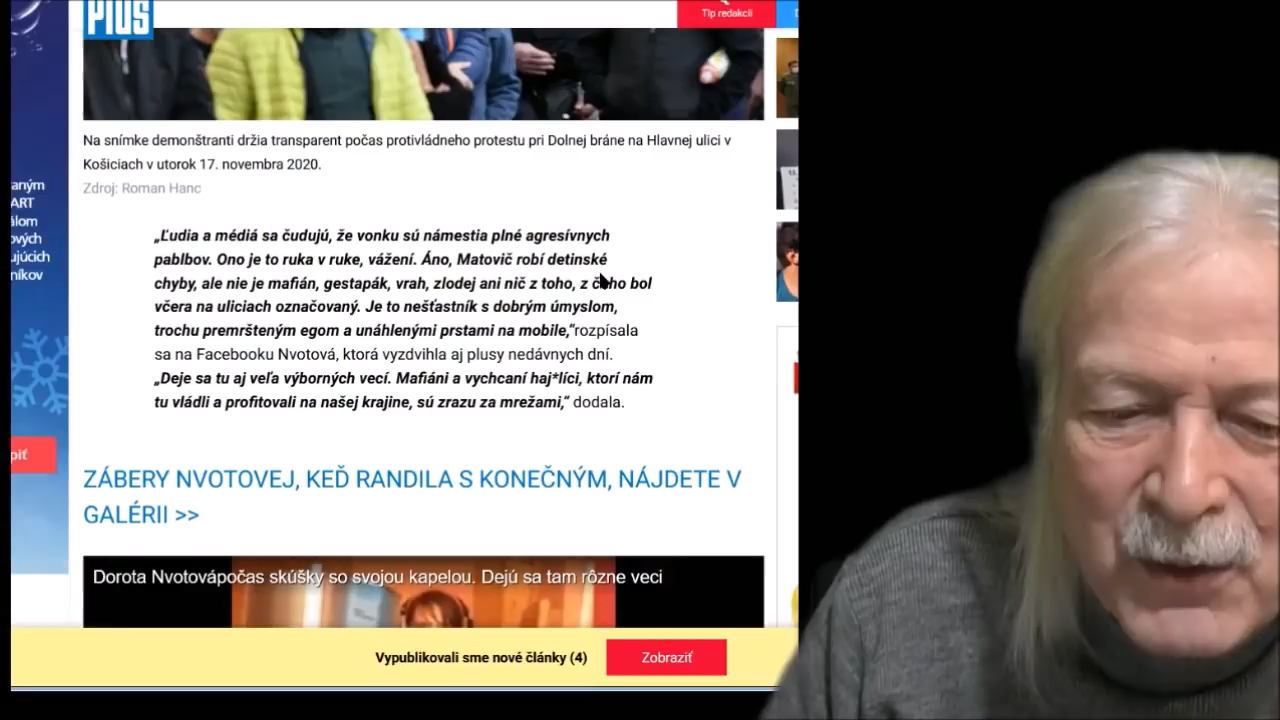 PLUS
Tip redakcii
aným
ART
álom
ových
ujúcich
níkov
piť
Na snímke demonštranti držia transparent počas protivládneho protestu pri Dolnej bráne na Hlavnej ulici v
Košiciach v utorok 17. novembra 2020.
Zdroj: Roman Hanc
„Ľudia a médiá sa čudujú, že vonku sú námestia plné agresívnych
pablbov. Ono je to ruka v ruke, vážení. Áno, Matovič robí detinské
chyby, ale nie je mafián, gestapák, vrah, zlodej ani nič z toho, z čoho bol
včera na uliciach označovaný. Je to nešťastník s dobrým úmyslom,
trochu premršteným egom a unáhlenými prstami na mobile,“rozpísala
sa na Facebooku Nvotová, ktorá vyzdvihla aj plusy nedávnych dní.
„Deje sa tu aj veľa výborných vecí. Mafiáni a vychcaní haj*líci, ktorí nám
tu vládli a profitovali na našej krajine, sú zrazu za mrežami,“ dodala.
ZÁBERY NVOTOVEJ, KEĎ RANDILA S KONEČNÝM, NÁJDETE V
GALÉRII >>
Dorota Nvotovápočas skúšky so svojou kapelou. Dejú sa tam rôzne veci
Vypublikovali sme nové články (4)
Zobraziť